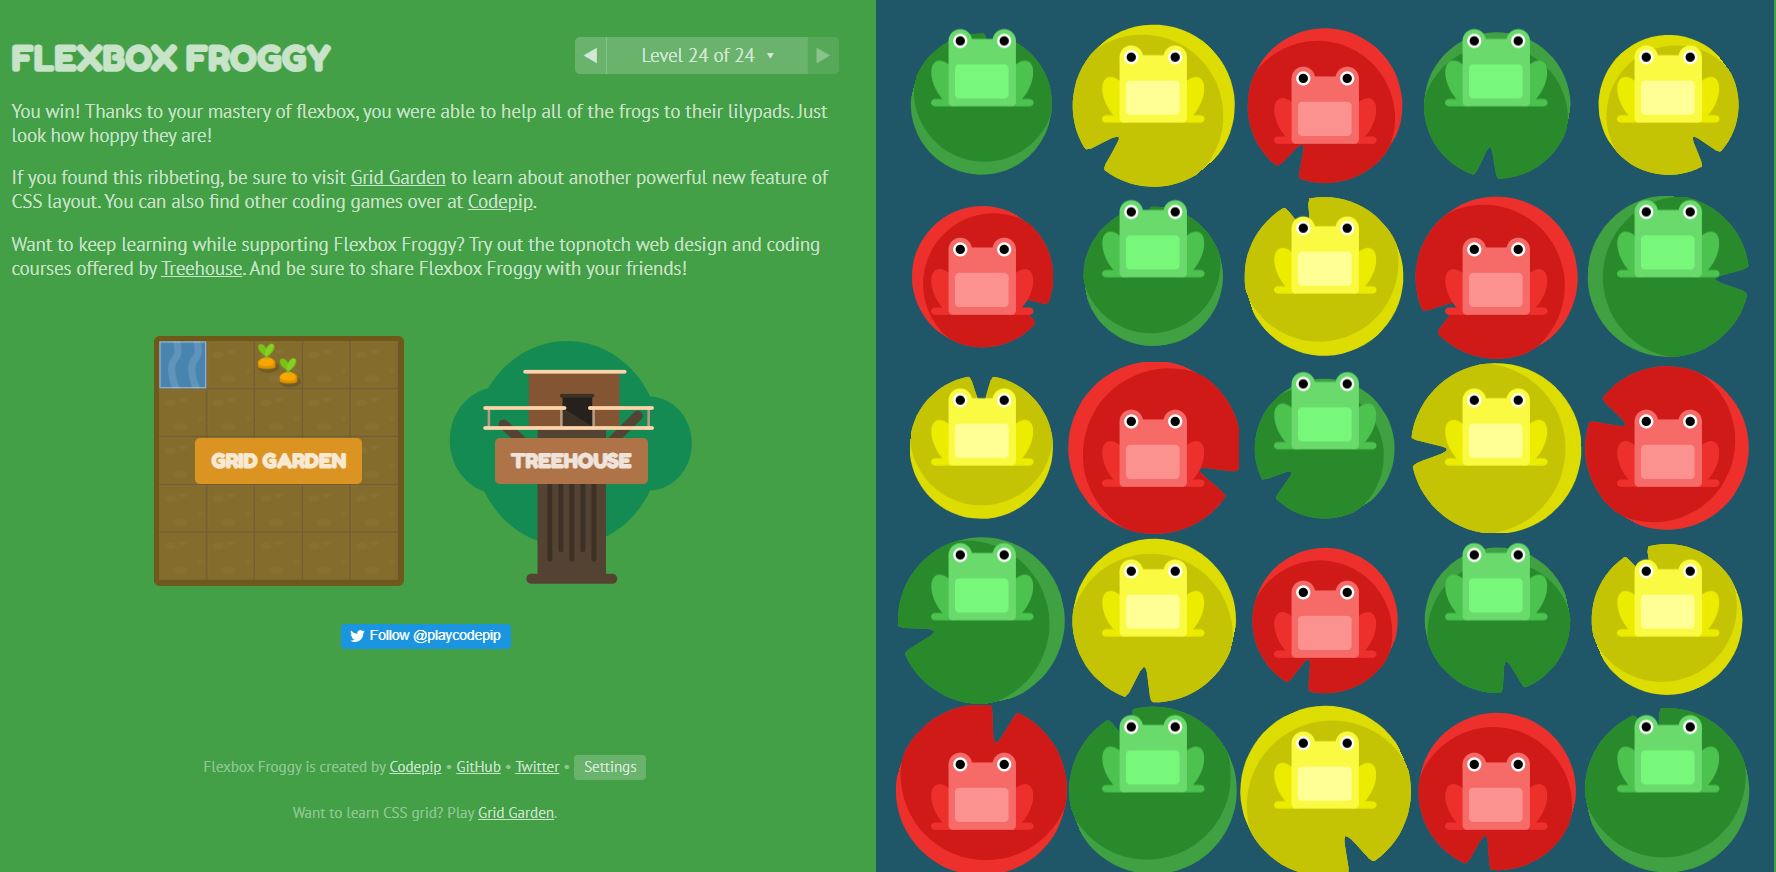 FLEXBOX FROGGY
Level 24 of 24
You win! Thanks to your mastery of flexbox, you were able to help all of the frogs to their lilypads. Just
look how hoppy they are!
If you found this ribbeting, be sure to visit Grid Garden to learn about another powerful new feature of
CSS layout. You can also find other coding games over at Codepip.
Want to keep learning while supporting Flexbox Froggy? Try out the topnotch web design and coding
courses offered by Treehouse. And be sure to share Flexbox Froggy with your friends!
GRID GARDEN
TREEHOUSE
Follow @playcodepip
Flexbox Froggy is created by Codepip • GitHub • Twitter • Settings
Want to learn CSS grid? Play Grid Garden.